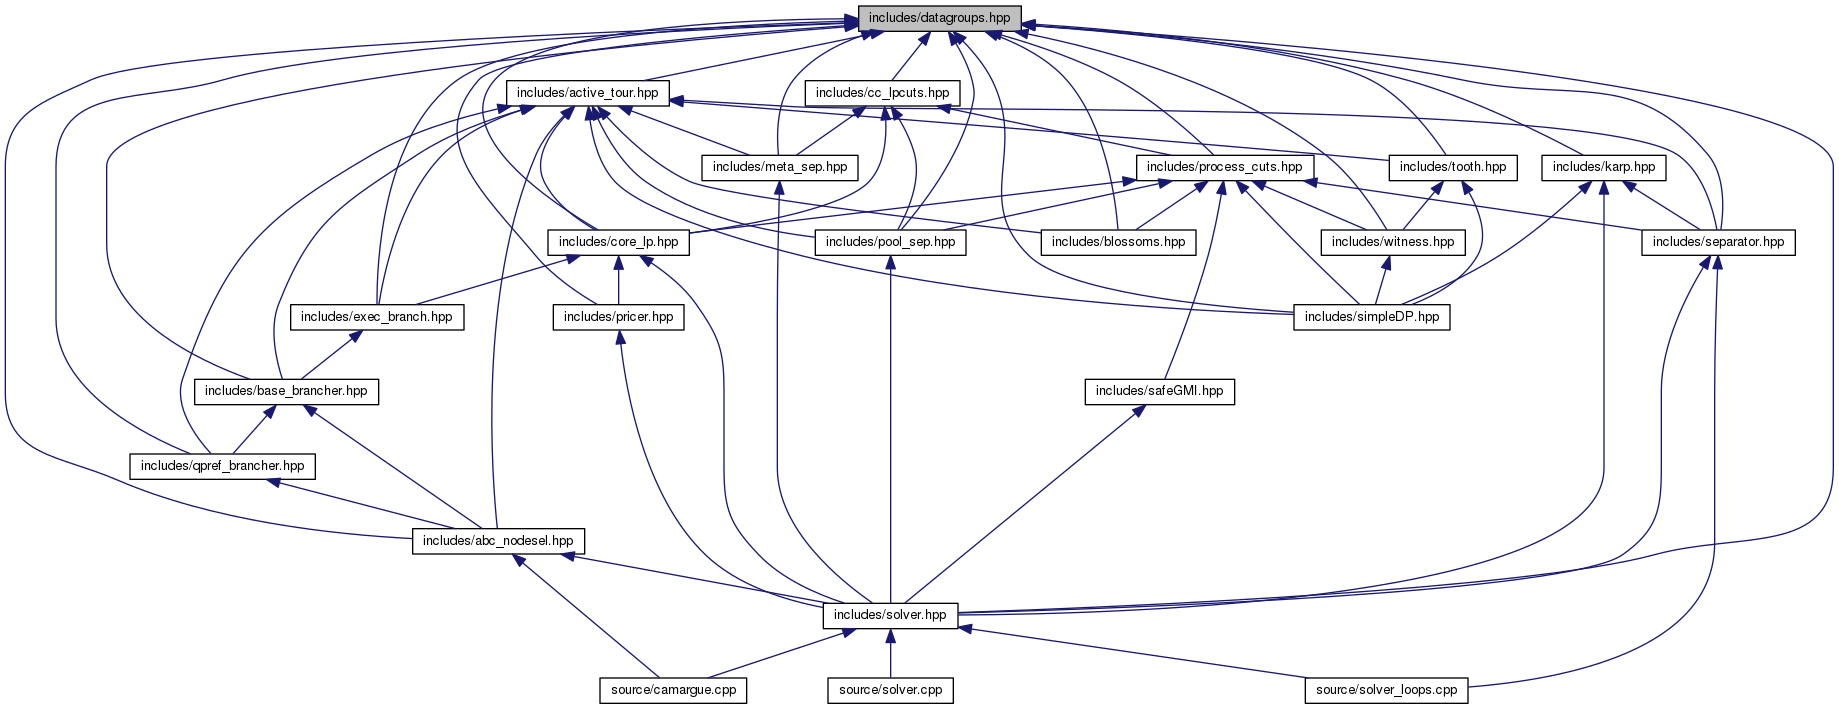 includes/datagroups.hpp
includes/active_tour.hpp
includes/cc_lpcuts.hpp
includes/meta_sep.hpp
includes/process_cuts.hpp
includes/tooth.hpp
includes/karp.hpp
includes/core_lp.hpp
includes/pool_sep.hpp
includes/blossoms.hpp
includes/witness.hpp
includes/separator.hpp
includes/exec_branch.hpp
includes/pricer.hpp
includes/simpleDP.hpp
includes/base_brancher.hpp
includes/safeGMI.hpp
includes/qpref_brancher.hpp
includes/abc_nodesel.hpp
includes/solver.hpp
source/camargue.cpp
source/solver.cpp
source/solver_loops.cpp